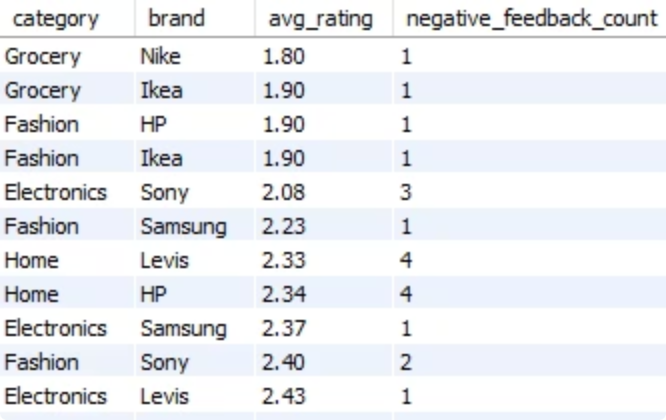 category brand avg_rating negative_feedback_count
Grocery Nike 1.80 1
Grocery Ikea 1.90 1
Fashion HP 1.90 1
Fashion Ikea 1.90 1
Electronics Sony 2.08 3
Fashion Samsung 2.23 1
Home Levis 2.33 4
Home HP 2.34 4
Electronics Samsung 2.37 1
Fashion Sony 2.40 2
Electronics Levis 2.43 1